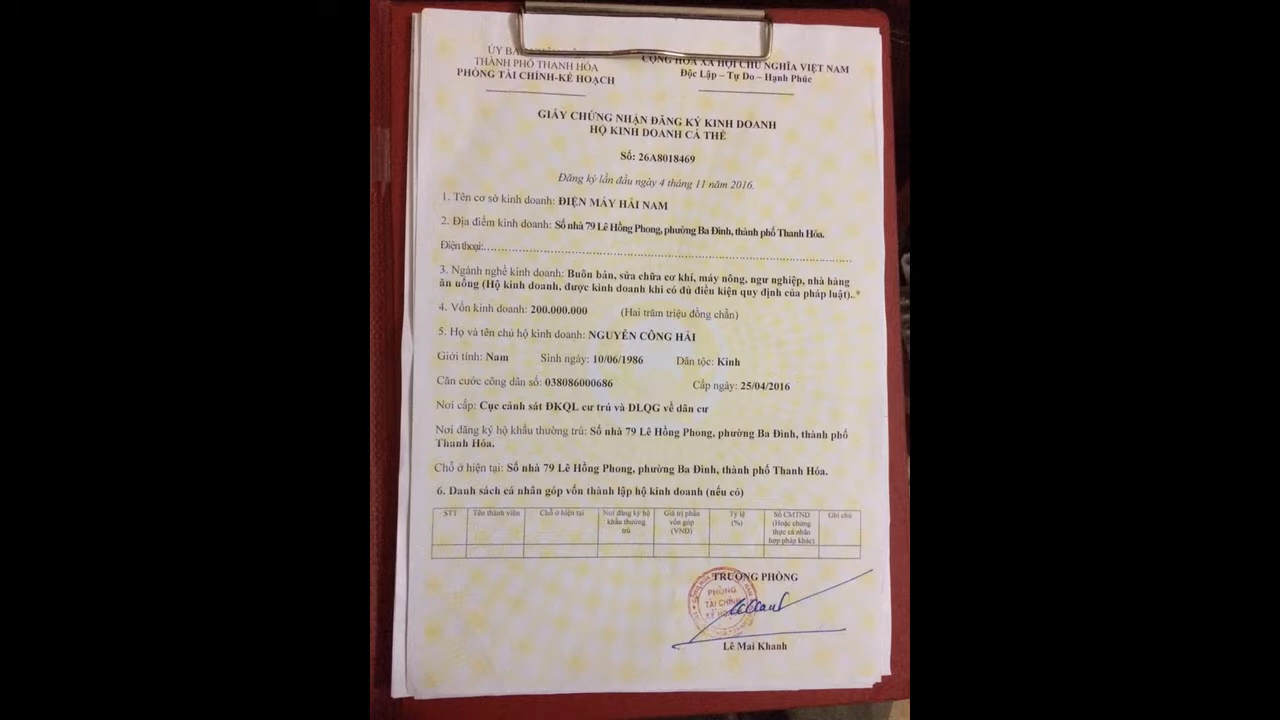 ỦY BA
THÀNH PHỐ THANH HÓA
PHÒNG TÀI CHÍNH-KẾ HOẠCH
CỘNG HÒA XÃ HỘI CHỦ NGHĨA VIỆT NAM
Độc Lập – Tự Do – Hạnh Phúc
GIẤY CHỨNG NHẬN ĐĂNG KÝ KINH DOANH
HỘ KINH DOANH CÁ THỂ
Số: 26A8018469
Đăng ký lần đầu ngày 4 tháng 11 năm 2016.
1. Tên cơ sở kinh doanh: ĐIỆN MÁY HẢI NAM
2. Địa điểm kinh doanh: Số nhà 79 Lê Hồng Phong, phường Ba Đình, thành phố Thanh Hóa.
Điện thoại:..........................................................................................
3. Ngành nghề kinh doanh: Buôn bán, sửa chữa cơ khí, máy nông, ngư nghiệp, nhà hàng
ăn uống (Hộ kinh doanh, được kinh doanh khi có đủ điều kiện quy định của pháp luật)..*
4. Vốn kinh doanh: 200.000.000 (Hai trăm triệu đồng chẵn)
5. Họ và tên chủ hộ kinh doanh: NGUYỄN CÔNG HẢI
Giới tính: Nam Sinh ngày: 10/06/1986 Dân tộc: Kinh
Căn cước công dân số: 038086000686 Cấp ngày: 25/04/2016
Nơi cấp: Cục cảnh sát ĐKQL cư trú và DLQG về dân cư
Nơi đăng ký hộ khẩu thường trú: Số nhà 79 Lê Hồng Phong, phường Ba Đình, thành phố
Thanh Hóa.
Chỗ ở hiện tại: Số nhà 79 Lê Hồng Phong, phường Ba Đình, thành phố Thanh Hóa.
6. Danh sách cá nhân góp vốn thành lập hộ kinh doanh (nếu có)
STT Tên thành viên Chỗ ở hiện tại Nơi đăng ký hộ khẩu thường trú Giá trị phần vốn góp (VNĐ) Tỷ lệ (%) Số CMTND (Hoặc chứng thực cá nhân hợp pháp khác) Ghi chú
TRƯỞNG PHÒNG
PHÒNG
TÀI CHÍNH
KẾ HO
Lê Mai Khanh